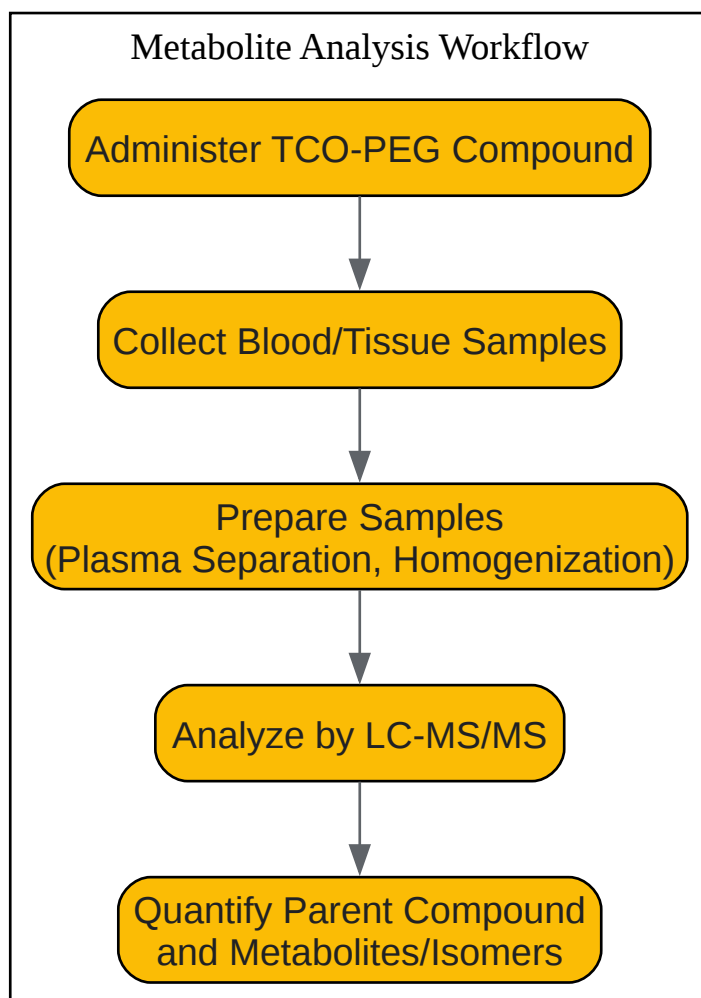 Metabolite Analysis Workflow
Administer TCO-PEG Compound
Collect Blood/Tissue Samples
Prepare Samples
(Plasma Separation, Homogenization)
Analyze by LC-MS/MS
Quantify Parent Compound
and Metabolites/Isomers